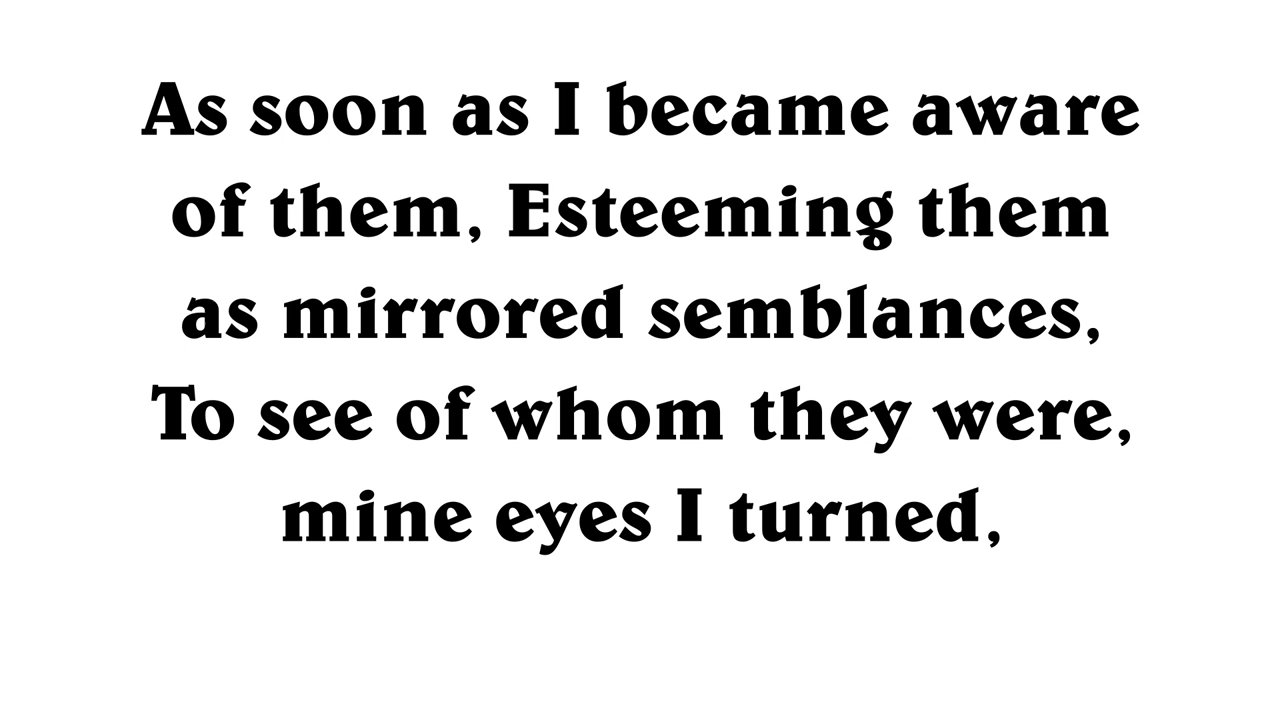 As soon as I became aware
of them, Esteeming them
as mirrored semblances,
To see of whom they were,
mine eyes I turned,